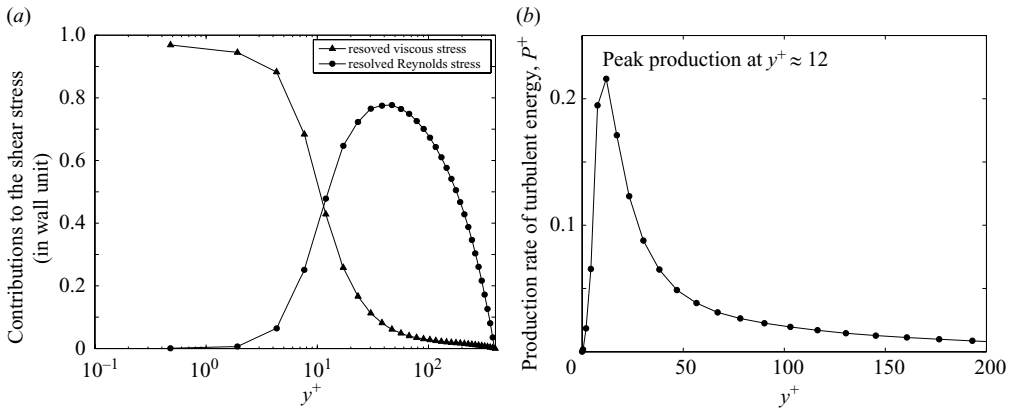 (a)
Contributions to the shear stress
(in wall unit)
1.0
0.8
0.6
0.4
0.2
0
resoved viscous stress
resolved Reynolds stress
10⁻¹
10⁰
10¹
10²
y⁺
(b)
Production rate of turbulent energy, P⁺
Peak production at y⁺ ≈ 12
0.2
0.1
0
50
100
150
200
y⁺